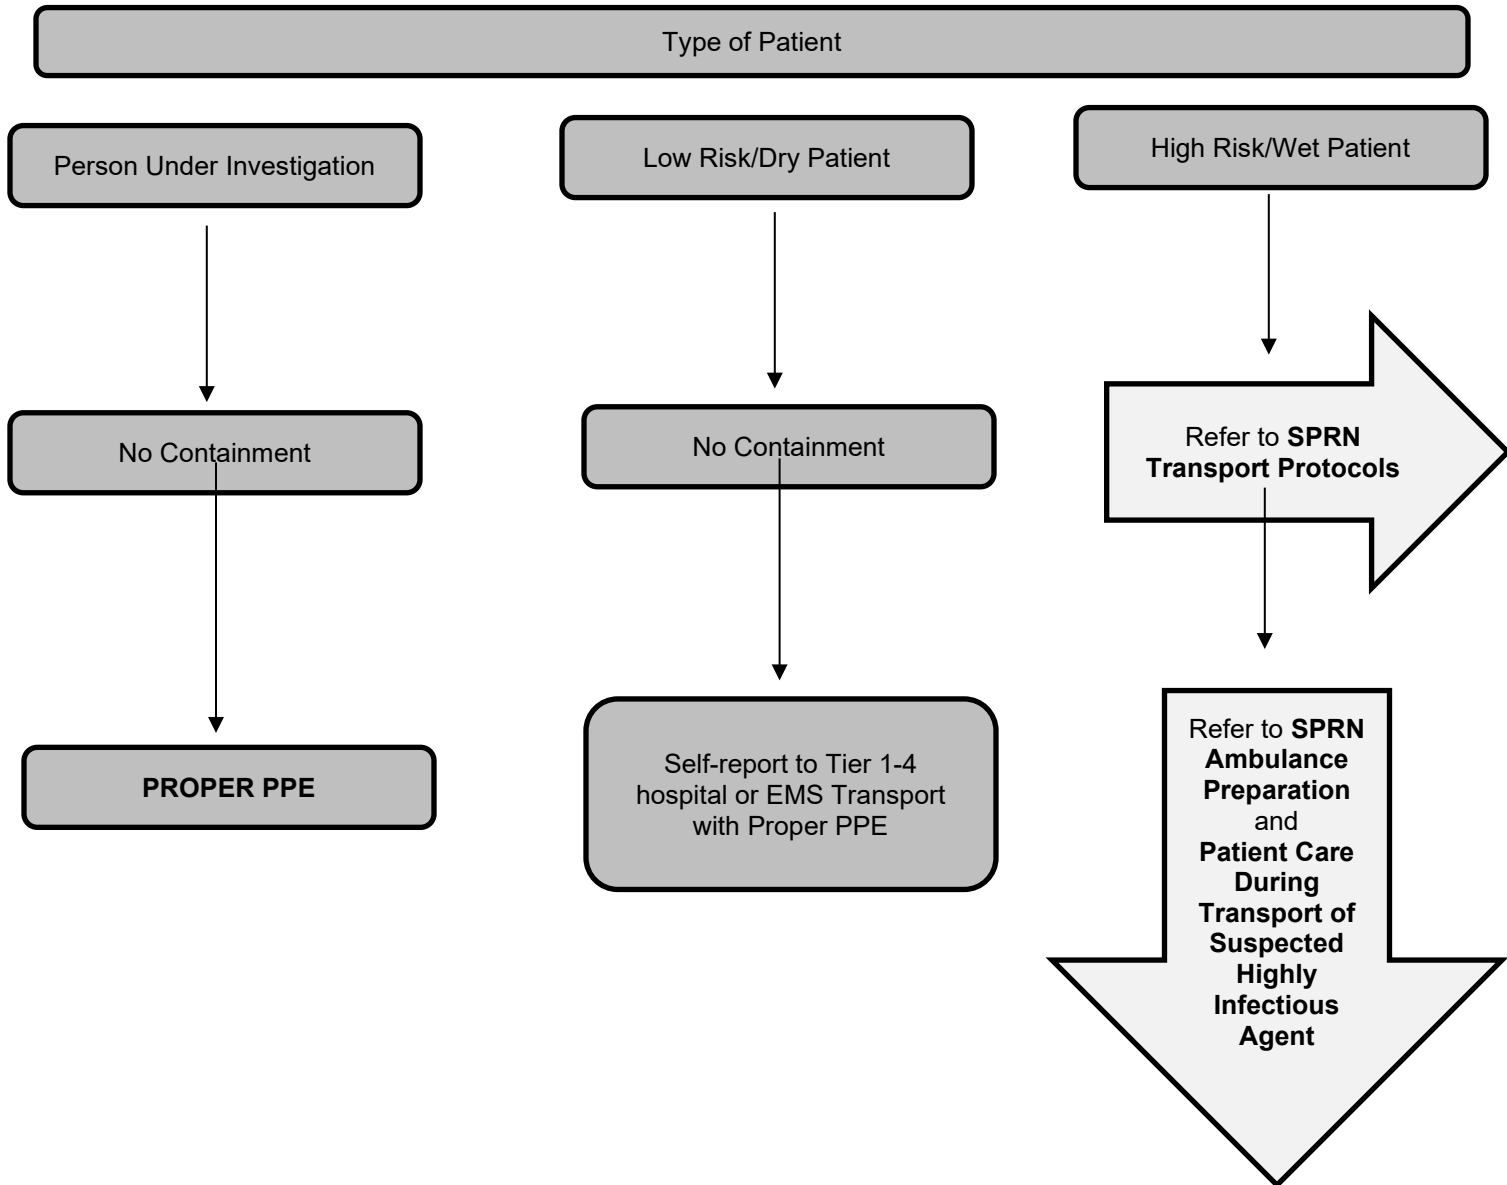 Type of Patient
Person Under Investigation
Low Risk/Dry Patient
High Risk/Wet Patient
No Containment
No Containment
Refer to SPRN
Transport Protocols
PROPER PPE
Self-report to Tier 1-4
hospital or EMS Transport
with Proper PPE
Refer to SPRN
Ambulance
Preparation
and
Patient Care
During
Transport of
Suspected
Highly
Infectious
Agent